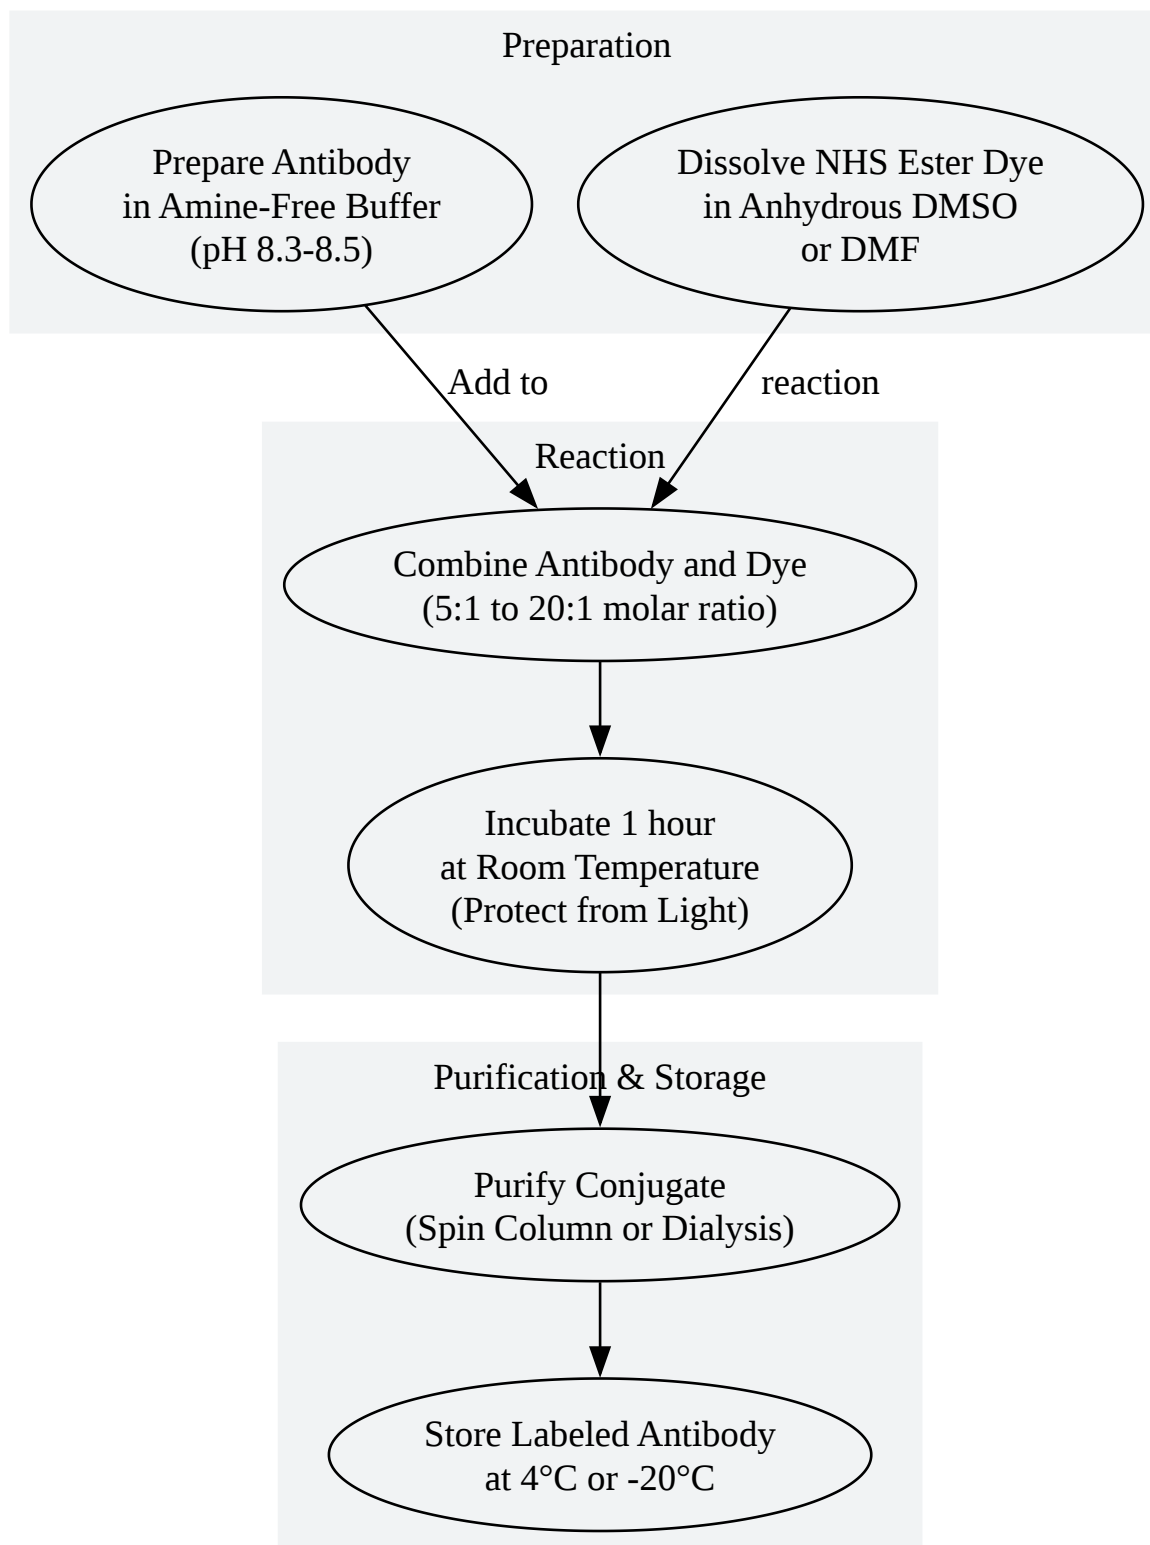 Preparation
Prepare Antibody
in Amine-Free Buffer
(pH 8.3-8.5)
Dissolve NHS Ester Dye
in Anhydrous DMSO
or DMF
Add to
reaction
Reaction
Combine Antibody and Dye
(5:1 to 20:1 molar ratio)
Incubate 1 hour
at Room Temperature
(Protect from Light)
Purification & Storage
Purify Conjugate
(Spin Column or Dialysis)
Store Labeled Antibody
at 4°C or -20°C